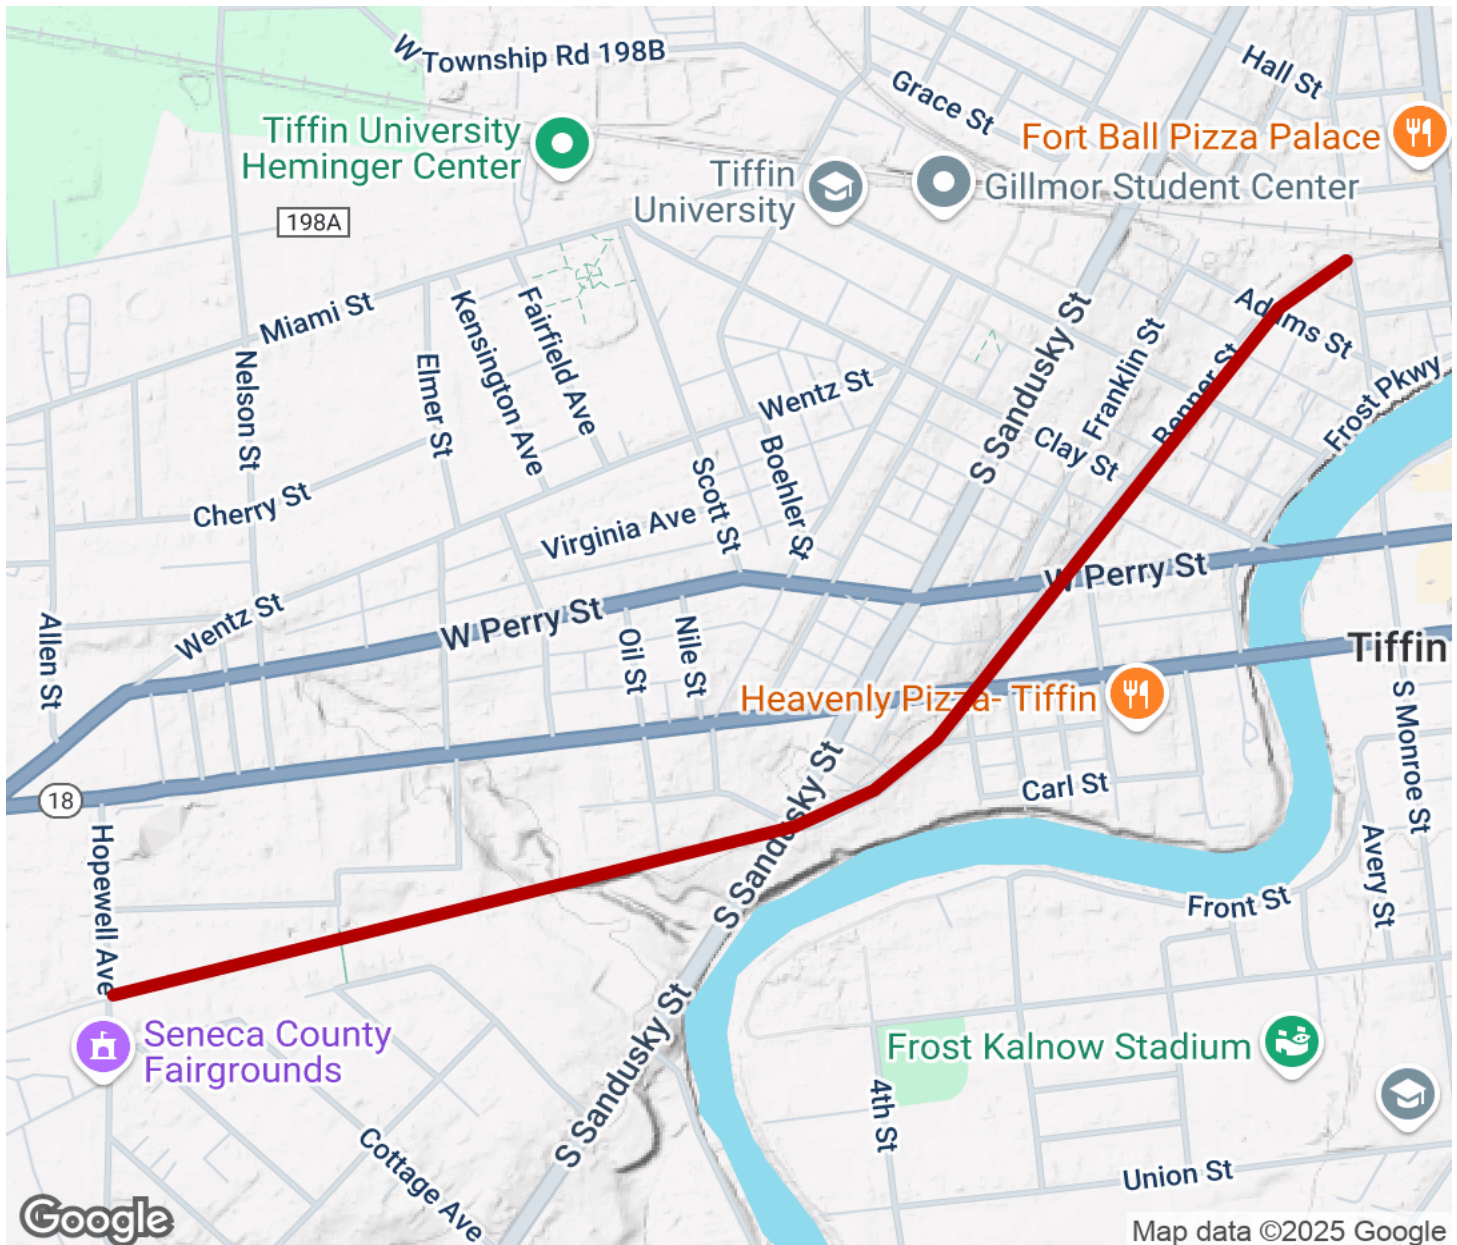 W Township Rd 198B
Hall St
Grace St
Fort Ball Pizza Palace
Tiffin University
Heminger Center
Tiffin
University
Gillmor Student Center
198A
Miami St
Adams St
Kensington Ave
Fairfield Ave
Nelson St
Elmer St
S Sandusky St
Franklin St
Benner St
Frost Pkwy
Wentz St
Clay St
Boehler St
Scott St
Cherry St
Virginia Ave
W Perry St
Wentz St
W Perry St
Allen St
Oil St
Nile St
Tiffin
Heavenly Pizza- Tiffin
S Monroe St
S Sandusky St
Carl St
18
Hopewell Ave
Avery St
Front St
Seneca County
Fairgrounds
S Sandusky St
Frost Kalnow Stadium
4th St
Cottage Ave
Union St
Google
Map data ©2025 Google